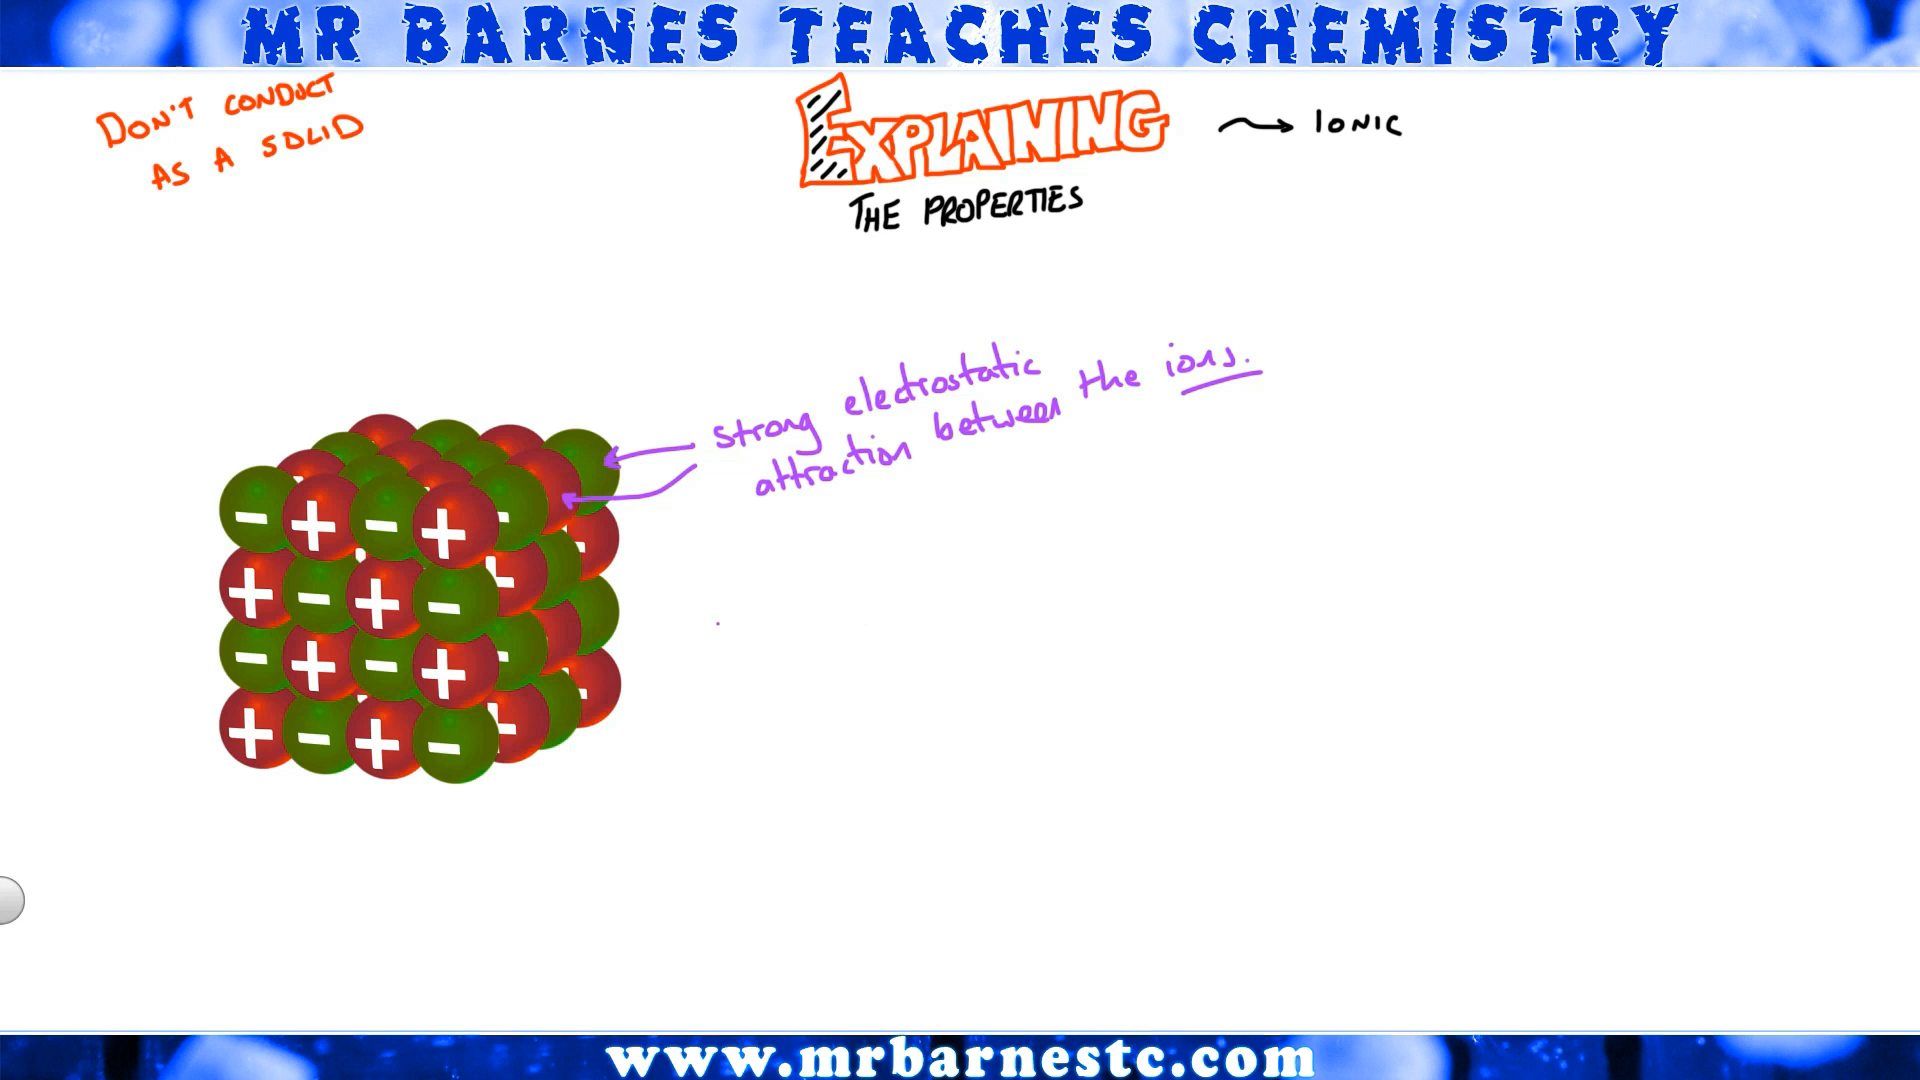 MR BARNES TEACHES CHEMISTRY
DON'T CONDUCT
AS A SOLID
EXPLAINING
THE PROPERTIES
IONIC
strong electrostatic
attraction between the ions.
- + - +
+ - + -
- + - +
+ - + -
www.mrbarnestc.com